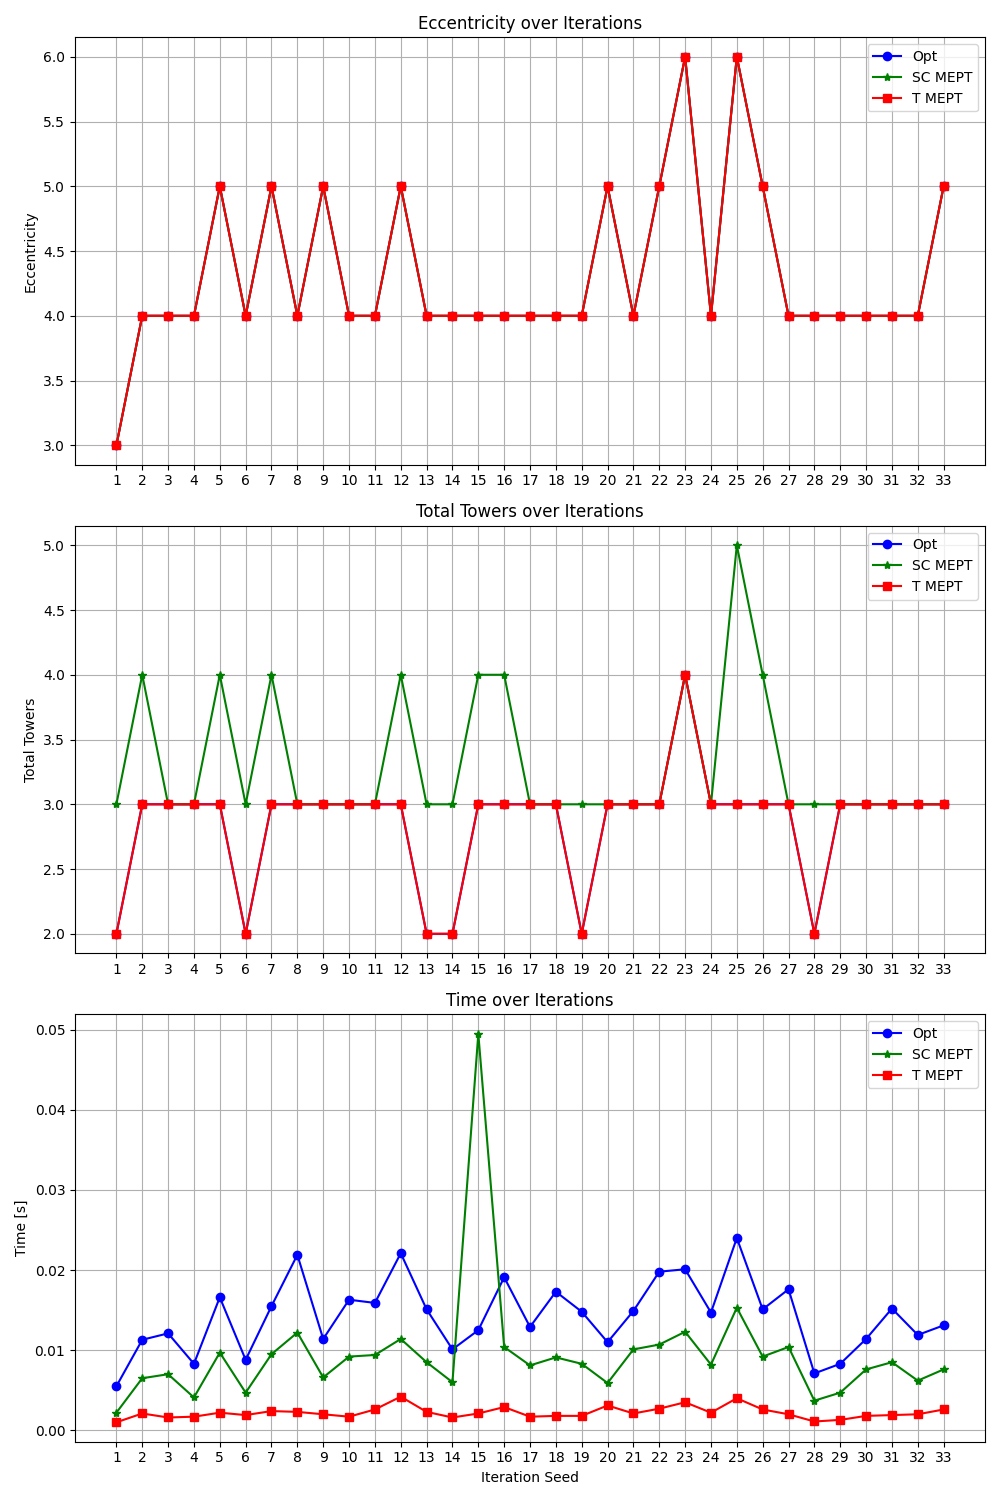 Eccentricity over Iterations
Eccentricity
6.0
5.5
5.0
4.5
4.0
3.5
3.0
Opt
SC MEPT
T MEPT
1 2 3 4 5 6 7 8 9 10 11 12 13 14 15 16 17 18 19 20 21 22 23 24 25 26 27 28 29 30 31 32 33
Total Towers over Iterations
Total Towers
5.0
4.5
4.0
3.5
3.0
2.5
2.0
Opt
SC MEPT
T MEPT
1 2 3 4 5 6 7 8 9 10 11 12 13 14 15 16 17 18 19 20 21 22 23 24 25 26 27 28 29 30 31 32 33
Time over Iterations
Time [s]
0.05
0.04
0.03
0.02
0.01
0.00
Opt
SC MEPT
T MEPT
1 2 3 4 5 6 7 8 9 10 11 12 13 14 15 16 17 18 19 20 21 22 23 24 25 26 27 28 29 30 31 32 33
Iteration Seed